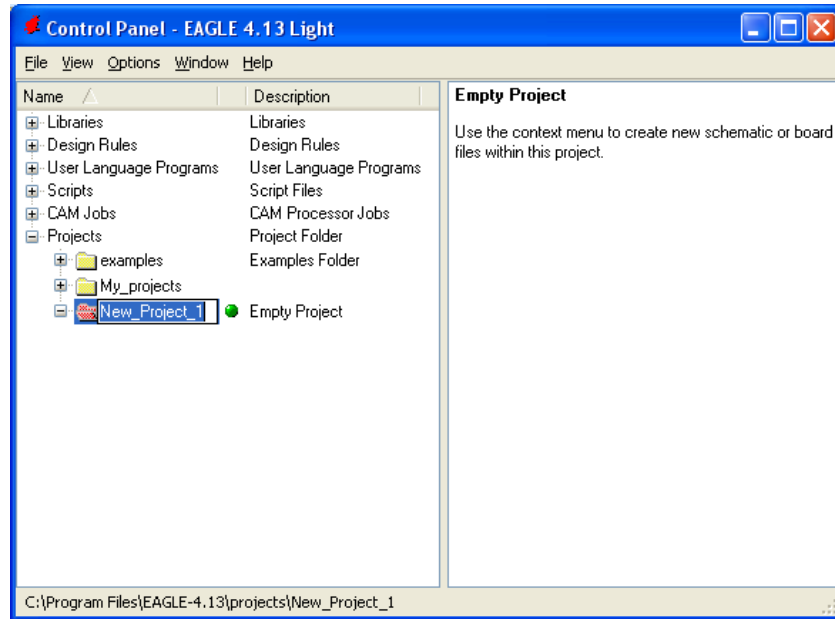 Control Panel - EAGLE 4.13 Light
File View Options Window Help
Name Description
Libraries Libraries
Design Rules Design Rules
User Language Programs User Language Programs
Scripts Script Files
CAM Jobs CAM Processor Jobs
Projects Project Folder
examples Examples Folder
My_projects
New_Project_1 Empty Project
Empty Project
Use the context menu to create new schematic or board
files within this project.
C:\Program Files\EAGLE-4.13\projects\New_Project_1